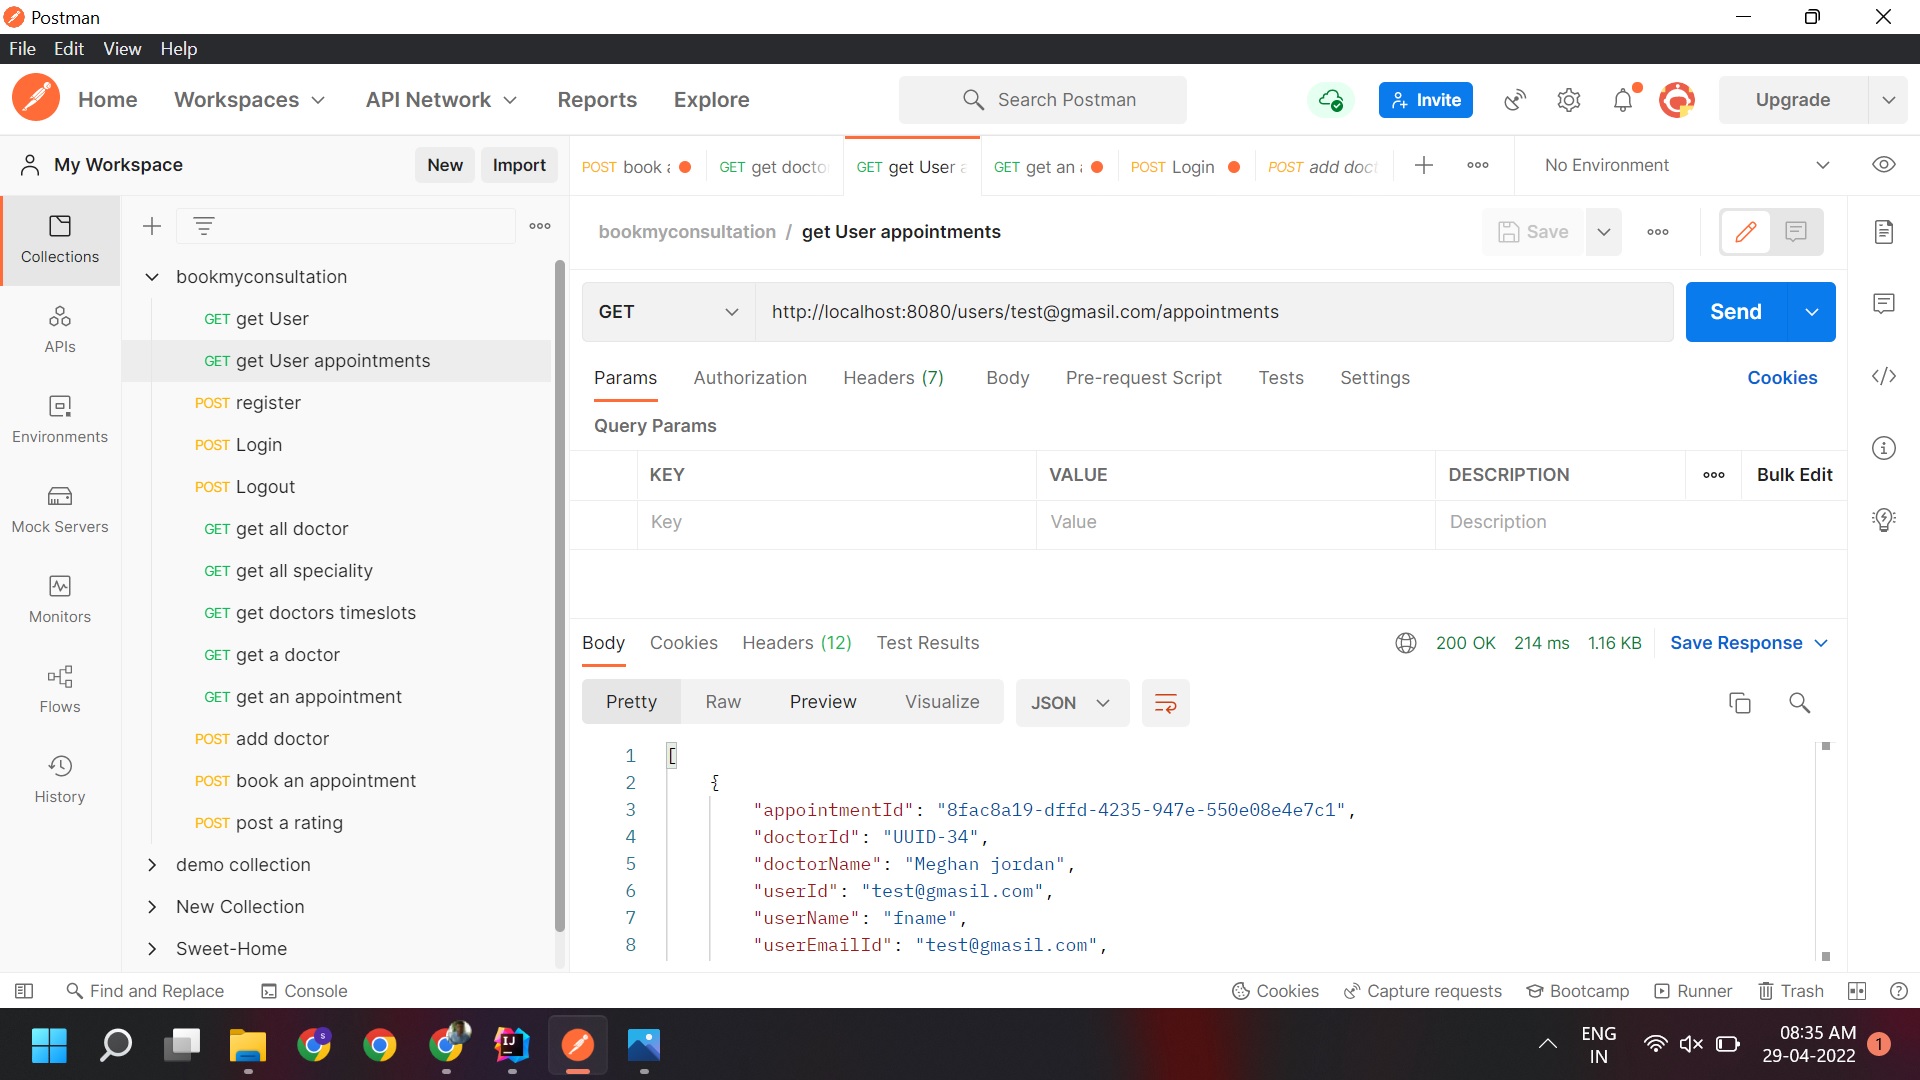 Postman
File Edit View Help
Home Workspaces API Network Reports Explore Search Postman Invite Upgrade
My Workspace New Import POST book GET get docto GET get User a GET get an POST Login POST add doct No Environment
bookmyconsultation / get User appointments Save
Collections
APIs
Environments
Mock Servers
Monitors
Flows
History
bookmyconsultation
GET get User
GET get User appointments
POST register
POST Login
POST Logout
GET get all doctor
GET get all speciality
GET get doctors timeslots
GET get a doctor
GET get an appointment
POST add doctor
POST book an appointment
POST post a rating
demo collection
New Collection
Sweet-Home
GET http://localhost:8080/users/test@gmasil.com/appointments Send
Params Authorization Headers (7) Body Pre-request Script Tests Settings Cookies
Query Params
KEY VALUE DESCRIPTION Bulk Edit
Key Value Description
Body Cookies Headers (12) Test Results 200 OK 214 ms 1.16 KB Save Response
Pretty Raw Preview Visualize JSON
1 [
2 {
3 "appointmentId": "8fac8a19-dffd-4235-947e-550e08e4e7c1",
4 "doctorId": "UUID-34",
5 "doctorName": "Meghan jordan",
6 "userId": "test@gmasil.com",
7 "userName": "fname",
8 "userEmailId": "test@gmasil.com",
Find and Replace Console Cookies Capture requests Bootcamp Runner Trash
ENG
IN
08:35 AM
29-04-2022
1